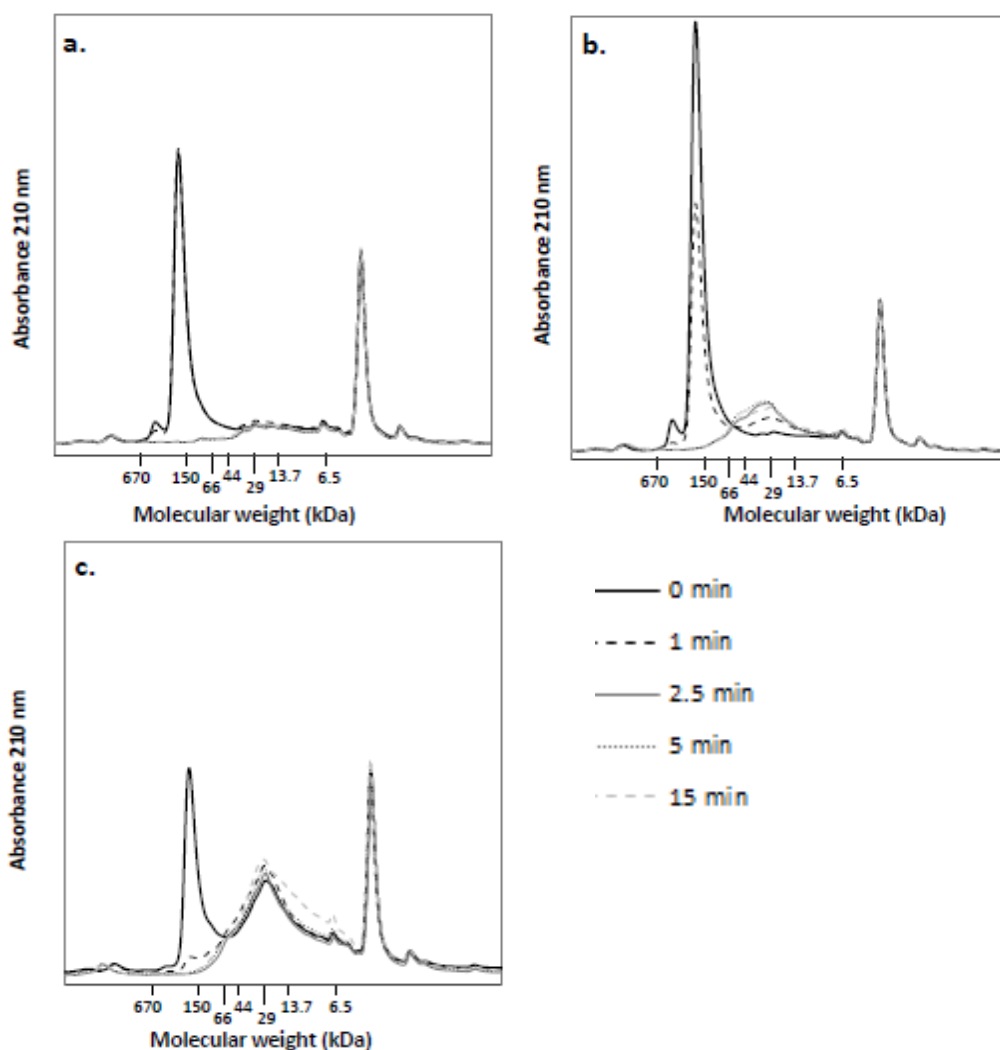 a.
Absorbance 210 nm
670 150 66 44 29 13.7 6.5
Molecular weight (kDa)
b.
Absorbance 210 nm
670 150 66 44 29 13.7 6.5
Molecular weight (kDa)
c.
Absorbance 210 nm
670 150 66 44 29 13.7 6.5
Molecular weight (kDa)
0 min
1 min
2.5 min
5 min
15 min